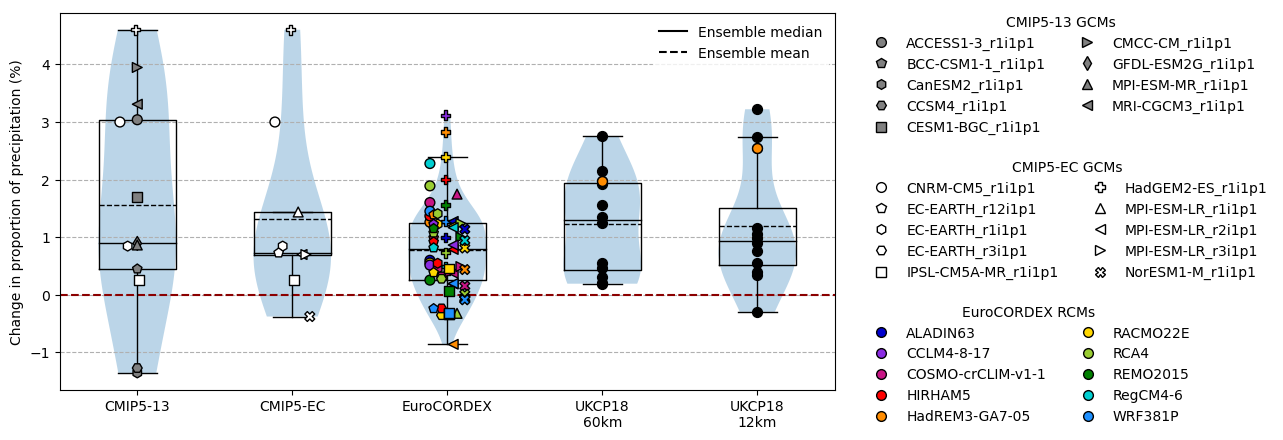 Change in proportion of precipitation (%)
4
3
2
1
0
−1
Ensemble median
Ensemble mean
CMIP5-13
CMIP5-EC
EuroCORDEX
UKCP18
60km
UKCP18
12km
CMIP5-13 GCMs
ACCESS1-3_r1i1p1
BCC-CSM1-1_r1i1p1
CanESM2_r1i1p1
CCSM4_r1i1p1
CESM1-BGC_r1i1p1
CMCC-CM_r1i1p1
GFDL-ESM2G_r1i1p1
MPI-ESM-MR_r1i1p1
MRI-CGCM3_r1i1p1
CMIP5-EC GCMs
CNRM-CM5_r1i1p1
EC-EARTH_r12i1p1
EC-EARTH_r1i1p1
EC-EARTH_r3i1p1
IPSL-CM5A-MR_r1i1p1
HadGEM2-ES_r1i1p1
MPI-ESM-LR_r1i1p1
MPI-ESM-LR_r2i1p1
MPI-ESM-LR_r3i1p1
NorESM1-M_r1i1p1
EuroCORDEX RCMs
ALADIN63
CCLM4-8-17
COSMO-crCLIM-v1-1
HIRHAM5
HadREM3-GA7-05
RACMO22E
RCA4
REMO2015
RegCM4-6
WRF381P